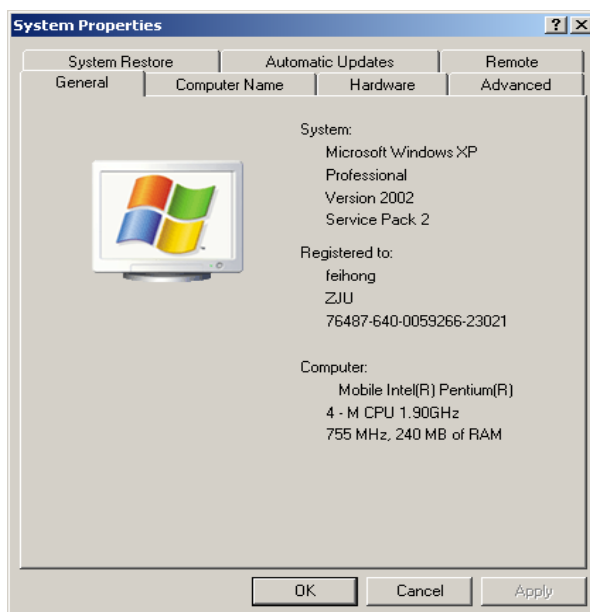 System Properties
System Restore
Automatic Updates
Remote
General
Computer Name
Hardware
Advanced
System:
Microsoft Windows XP
Professional
Version 2002
Service Pack 2
Registered to:
feihong
ZJU
76487-640-0059266-23021
Computer:
Mobile Intel(R) Pentium(R)
4 - M CPU 1.90GHz
755 MHz, 240 MB of RAM
OK
Cancel
Apply